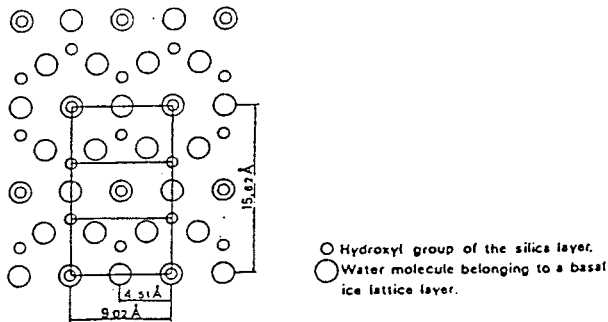 15.62 Å
4.51 Å
9.02 Å
Hydroxyl group of the silica layer.
Water molecule belonging to a basal
ice lattice layer.